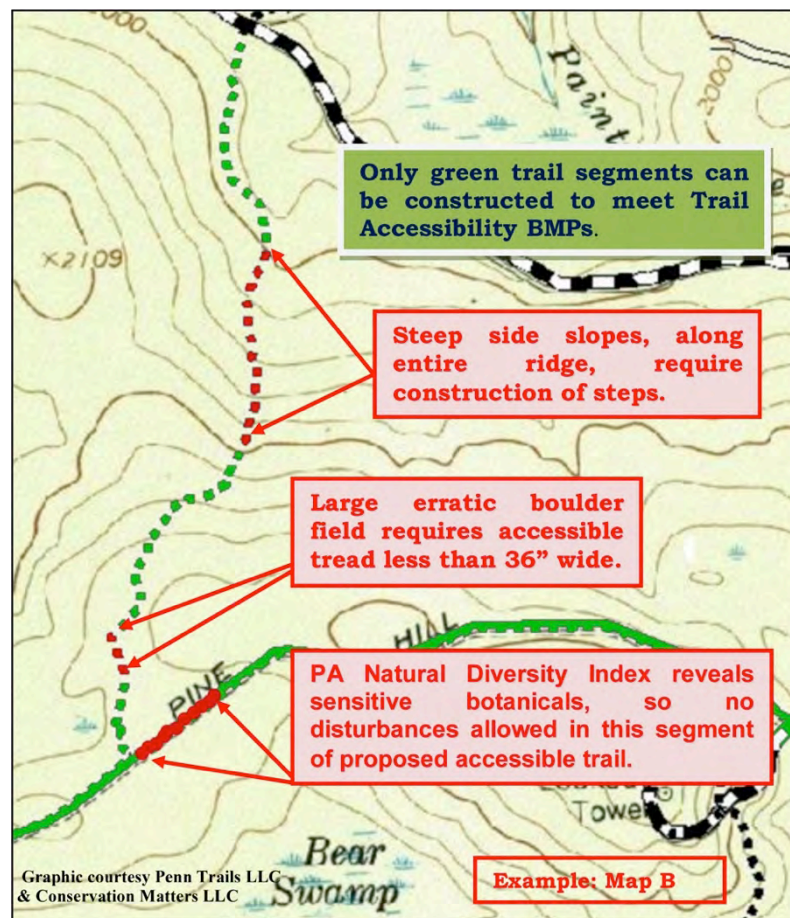 2000
Paint
Only green trail segments can
be constructed to meet Trail
Accessibility BMPs.
2000
×2109
Steep side slopes, along
entire ridge, require
construction of steps.
Large erratic boulder
field requires accessible
tread less than 36” wide.
PINE HILL
PA Natural Diversity Index reveals
sensitive botanicals, so no
disturbances allowed in this segment
of proposed accessible trail.
Tower
Bear
Swamp
Graphic courtesy Penn Trails LLC
& Conservation Matters LLC
Example: Map B